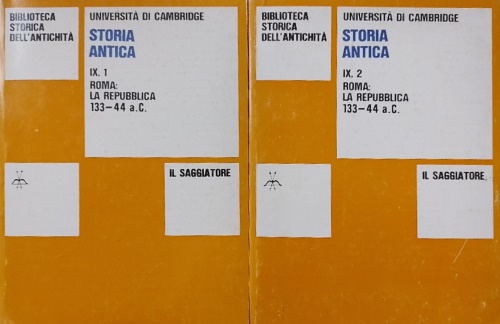 BIBLIOTECA
STORICA
DELL'ANTICHITÀ
UNIVERSITÀ DI CAMBRIDGE
STORIA
ANTICA
IX. 1
ROMA:
LA REPUBBLICA
133—44 a.C.
IL SAGGIATORE
BIBLIOTECA
STORICA
DELL'ANTICHITÀ
UNIVERSITÀ DI CAMBRIDGE
STORIA
ANTICA
IX. 2
ROMA:
LA REPUBBLICA
133—44 a.C.
IL SAGGIATORE